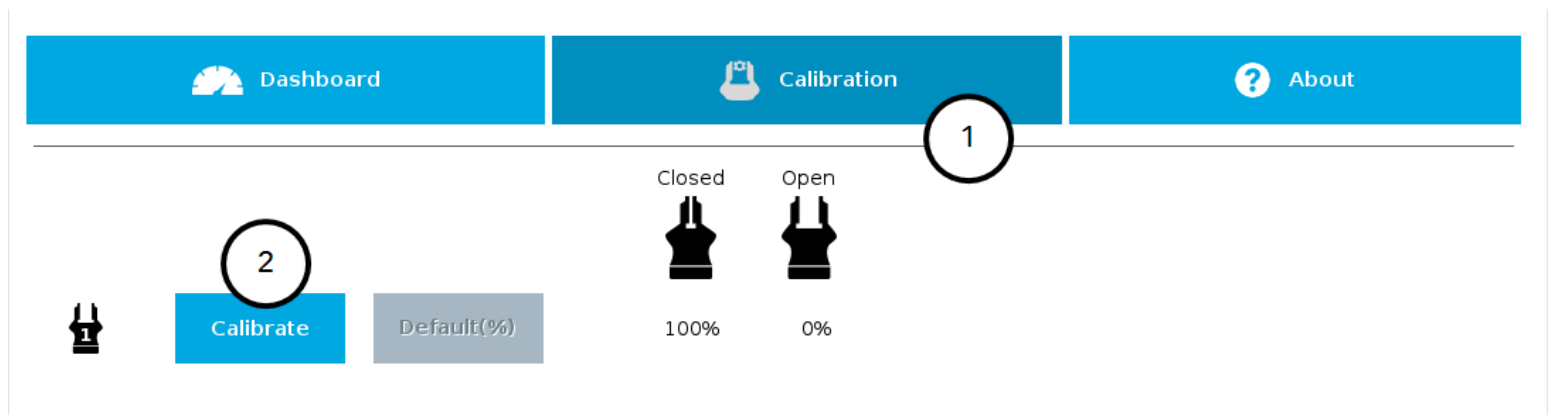 Dashboard
Calibration
? About
1
Closed Open
2
1 Calibrate Default(%) 100% 0%